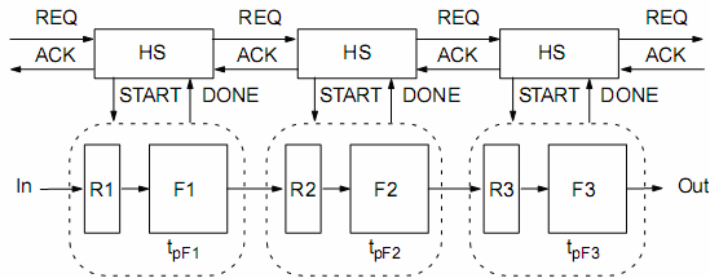 REQ REQ REQ REQ
ACK HS ACK HS ACK HS ACK
START DONE START DONE START DONE
In R1 F1 R2 F2 R3 F3 Out
tpF1 tpF2 tpF3